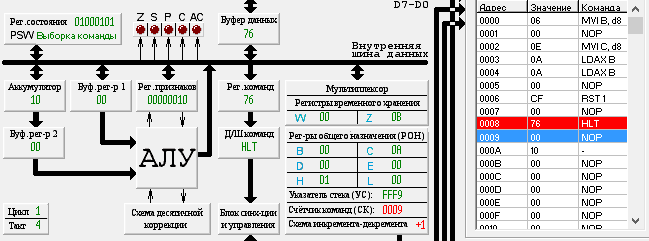 D7-D0
Рег.состояния 01000101
PSW Выборка команды
Z S P C AC
Буфер данных
76
Внутренняя
шина данных
Аккумулятор
10
Буф.рег-р 1
00
Рег.признаков
00000010
Рег.команд
76
Мультиплексор
Регистры временного хранения
W 00 Z 0B
Буф.рег-р 2
00
АЛУ
Д/Ш команд
HLT
Рег-ры общего назначения (РОН)
B 00 C 0A
D 00 E 00
H 01 L 00
Указатель стека (УС): FFF9
Счётчик команд (СК): 0009
Схема инкремента-декремента +1
Цикл 1
Такт 4
Схема десятичной
коррекции
Блок синх-ции
и управления
Адрес Значение Команда
0000 06 MVI B, d8
0001 00 NOP
0002 0E MVI C, d8
0003 0A LDAX B
0004 0A LDAX B
0005 00 NOP
0006 CF RST 1
0007 00 NOP
0008 76 HLT
0009 00 NOP
000A 10 -
000B 00 NOP
000C 00 NOP
000D 00 NOP
000E 00 NOP
000F 00 NOP
0010 00 NOP